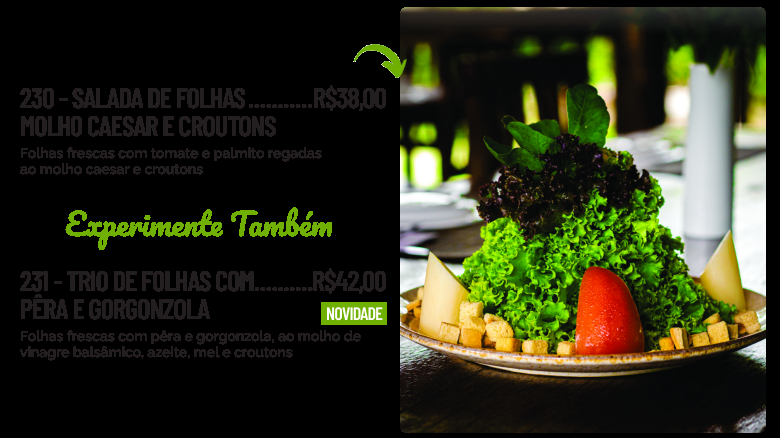 230 - SALADA DE FOLHAS ...........R$38,00
MOLHO CAESAR E CROUTONS
Folhas frescas com tomate e palmito regadas
ao molho caesar e croutons
Experimente Também
231 - TRIO DE FOLHAS COM..........R$42,00
PÊRA E GORGONZOLA
NOVIDADE
Folhas frescas com pêra e gorgonzola, ao molho de
vinagre balsâmico, azeite, mel e croutons